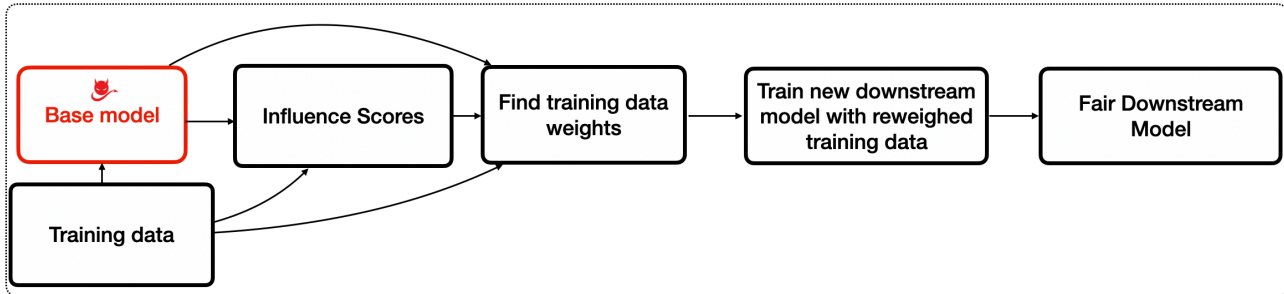 Base model
Influence Scores
Find training data
weights
Train new downstream
model with reweighed
training data
Fair Downstream
Model
Training data